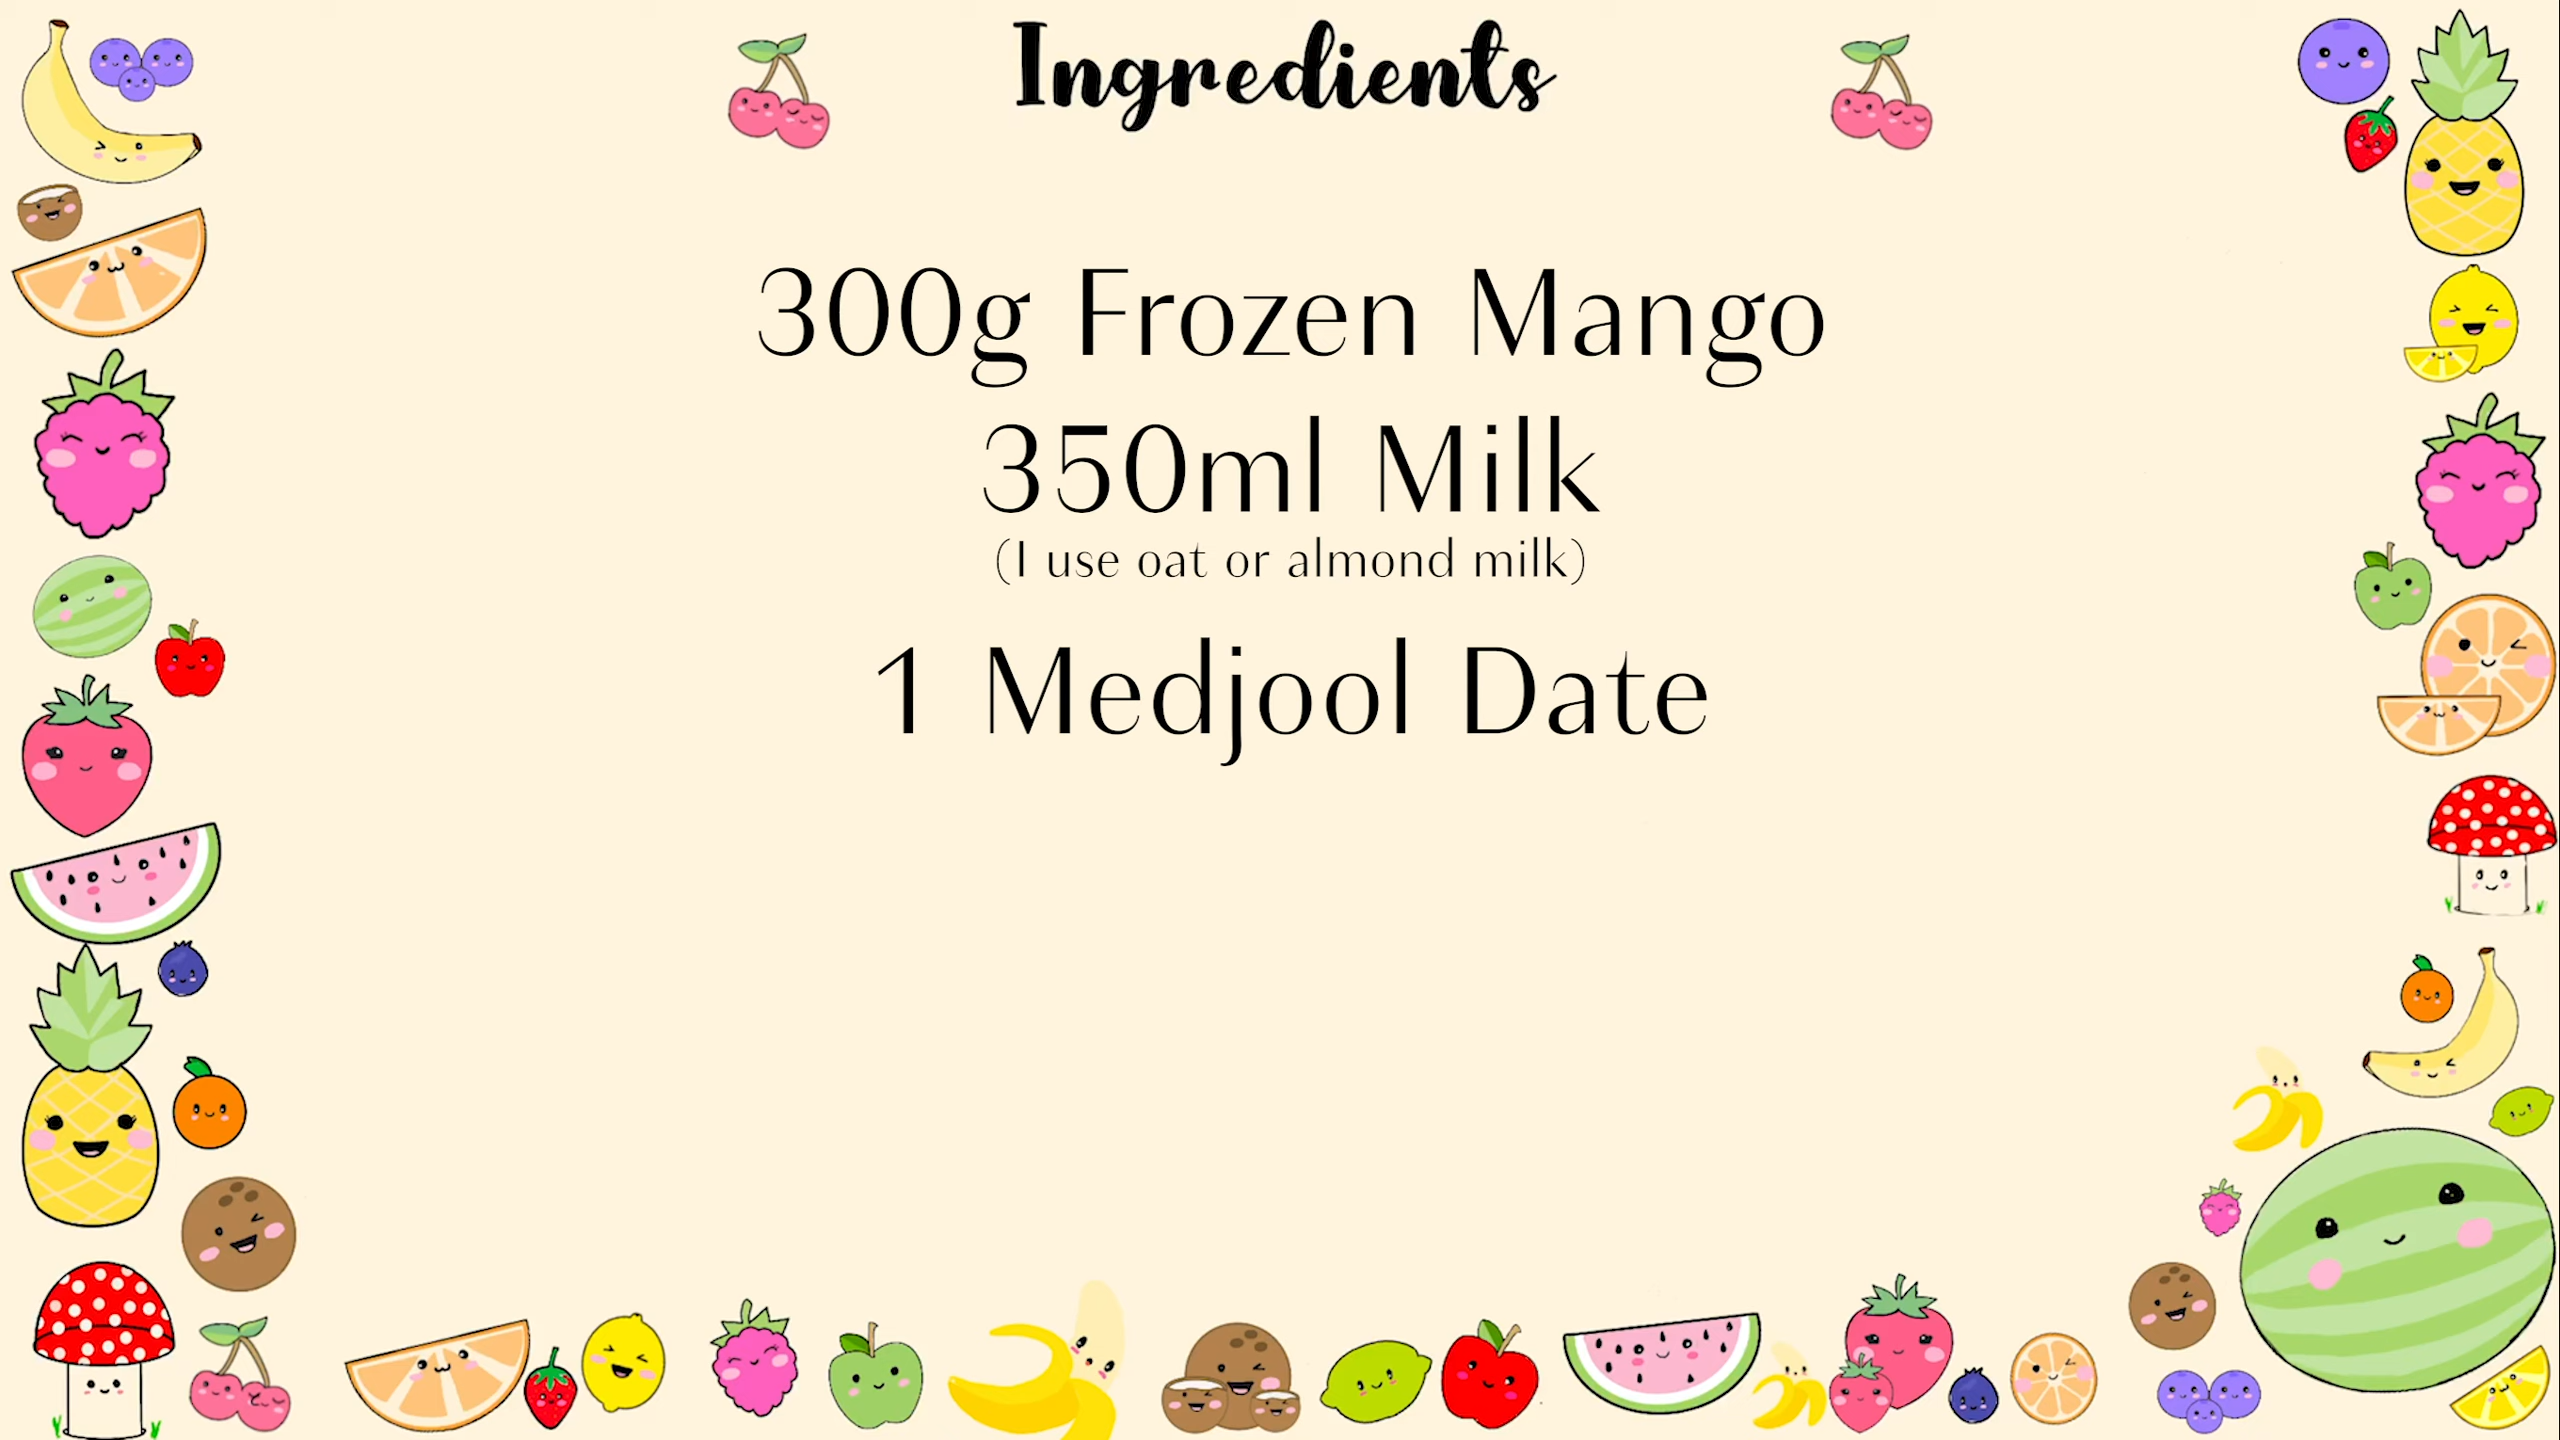 Ingredients
300g Frozen Mango
350ml Milk
(I use oat or almond milk)
1 Medjool Date